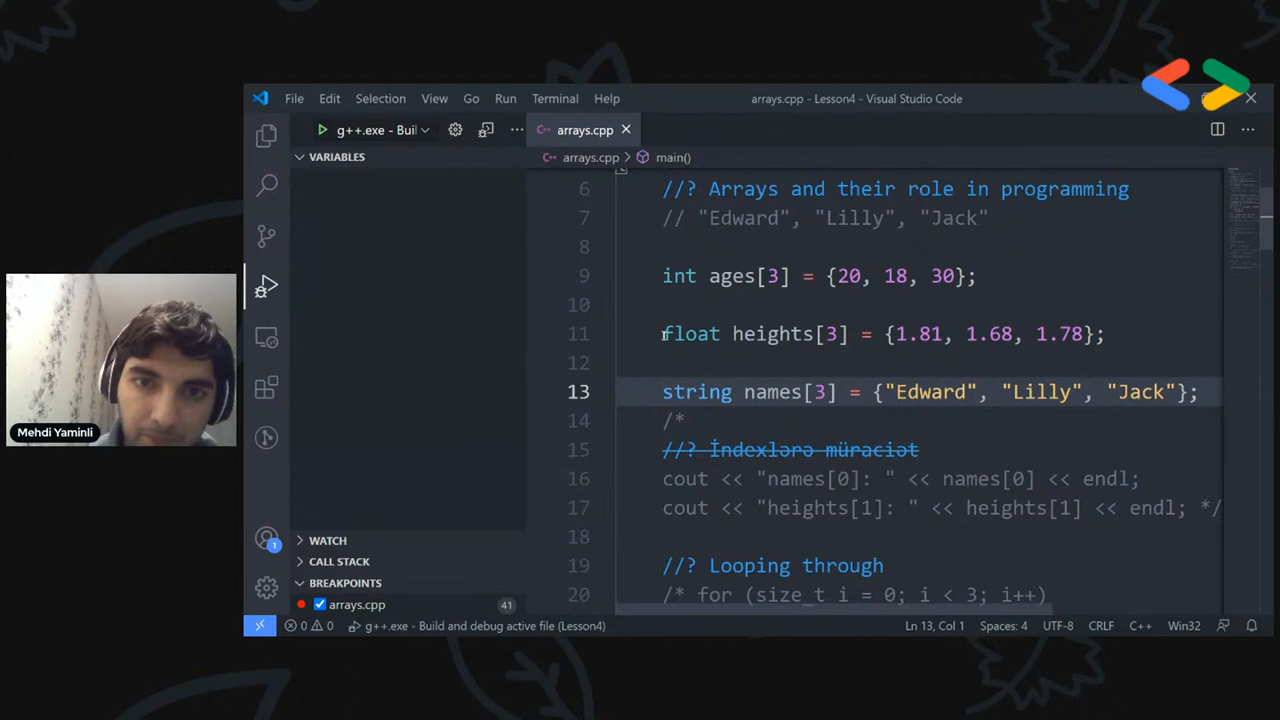 File Edit Selection View Go Run Terminal Help
arrays.cpp - Lesson4 - Visual Studio Code
g++.exe - Buil
arrays.cpp
VARIABLES
arrays.cpp > main()
6 //? Arrays and their role in programming
7 // "Edward", "Lilly", "Jack"
8
9 int ages[3] = {20, 18, 30};
10
11 float heights[3] = {1.81, 1.68, 1.78};
12
13 string names[3] = {"Edward", "Lilly", "Jack"};
14 /*
15 //? İndexlərə müraciət
16 cout << "names[0]: " << names[0] << endl;
17 cout << "heights[1]: " << heights[1] << endl; */
18
19 //? Looping through
20 /* for (size_t i = 0; i < 3; i++)
Mehdi Yaminli
WATCH
CALL STACK
BREAKPOINTS
arrays.cpp 41
1
0 0 g++.exe - Build and debug active file (Lesson4) Ln 13, Col 1 Spaces: 4 UTF-8 CRLF C++ Win32